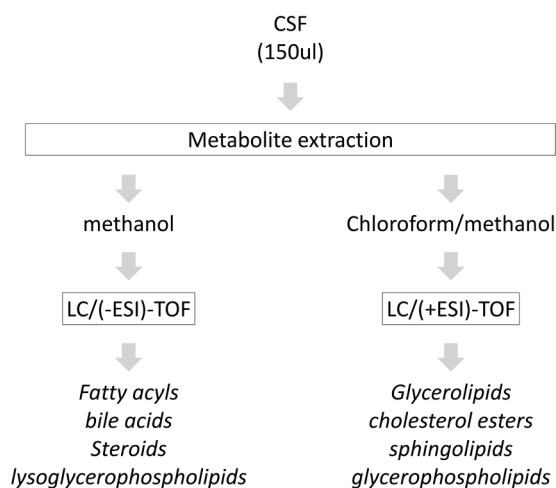 CSF
(150ul)
Metabolite extraction
methanol
Chloroform/methanol
LC/(-ESI)-TOF
LC/(+ESI)-TOF
Fatty acyls
bile acids
Steroids
lysoglycerophospholipids
Glycerolipids
cholesterol esters
sphingolipids
glycerophospholipids